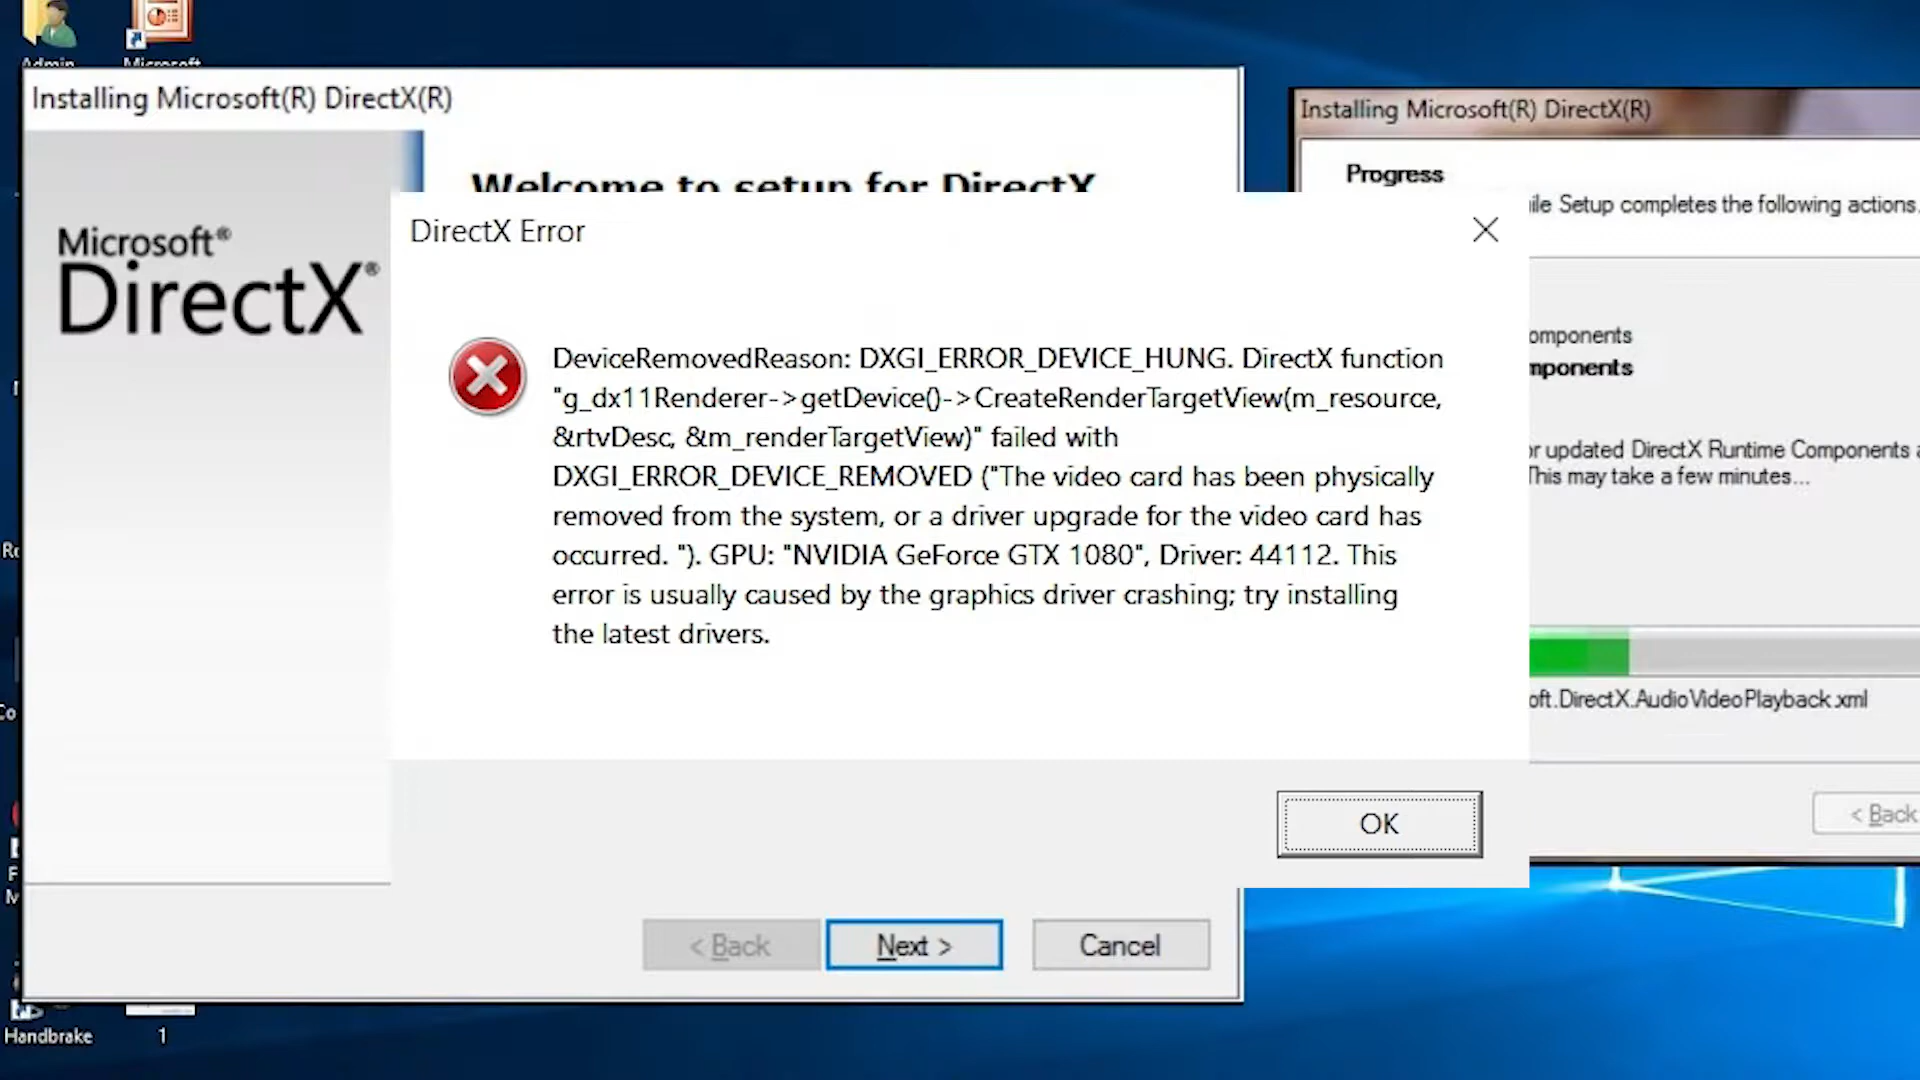 Admin
Microsoft
Installing Microsoft(R) DirectX(R)
Welcome to setup for DirectX
Microsoft®
DirectX®
Installing Microsoft(R) DirectX(R)
Progress
Setup completes the following actions.
DirectX Error
DeviceRemovedReason: DXGI_ERROR_DEVICE_HUNG. DirectX function
"g_dx11Renderer->getDevice()->CreateRenderTargetView(m_resource,
&rtvDesc, &m_renderTargetView)" failed with
DXGI_ERROR_DEVICE_REMOVED ("The video card has been physically
removed from the system, or a driver upgrade for the video card has
occurred. "). GPU: "NVIDIA GeForce GTX 1080", Driver: 44112. This
error is usually caused by the graphics driver crashing; try installing
the latest drivers.
OK
omponents
mponents
or updated DirectX Runtime Components a
This may take a few minutes...
oft.DirectX.AudioVideoPlayback.xml
< Back
< Back
Next >
Cancel
Handbrake
1